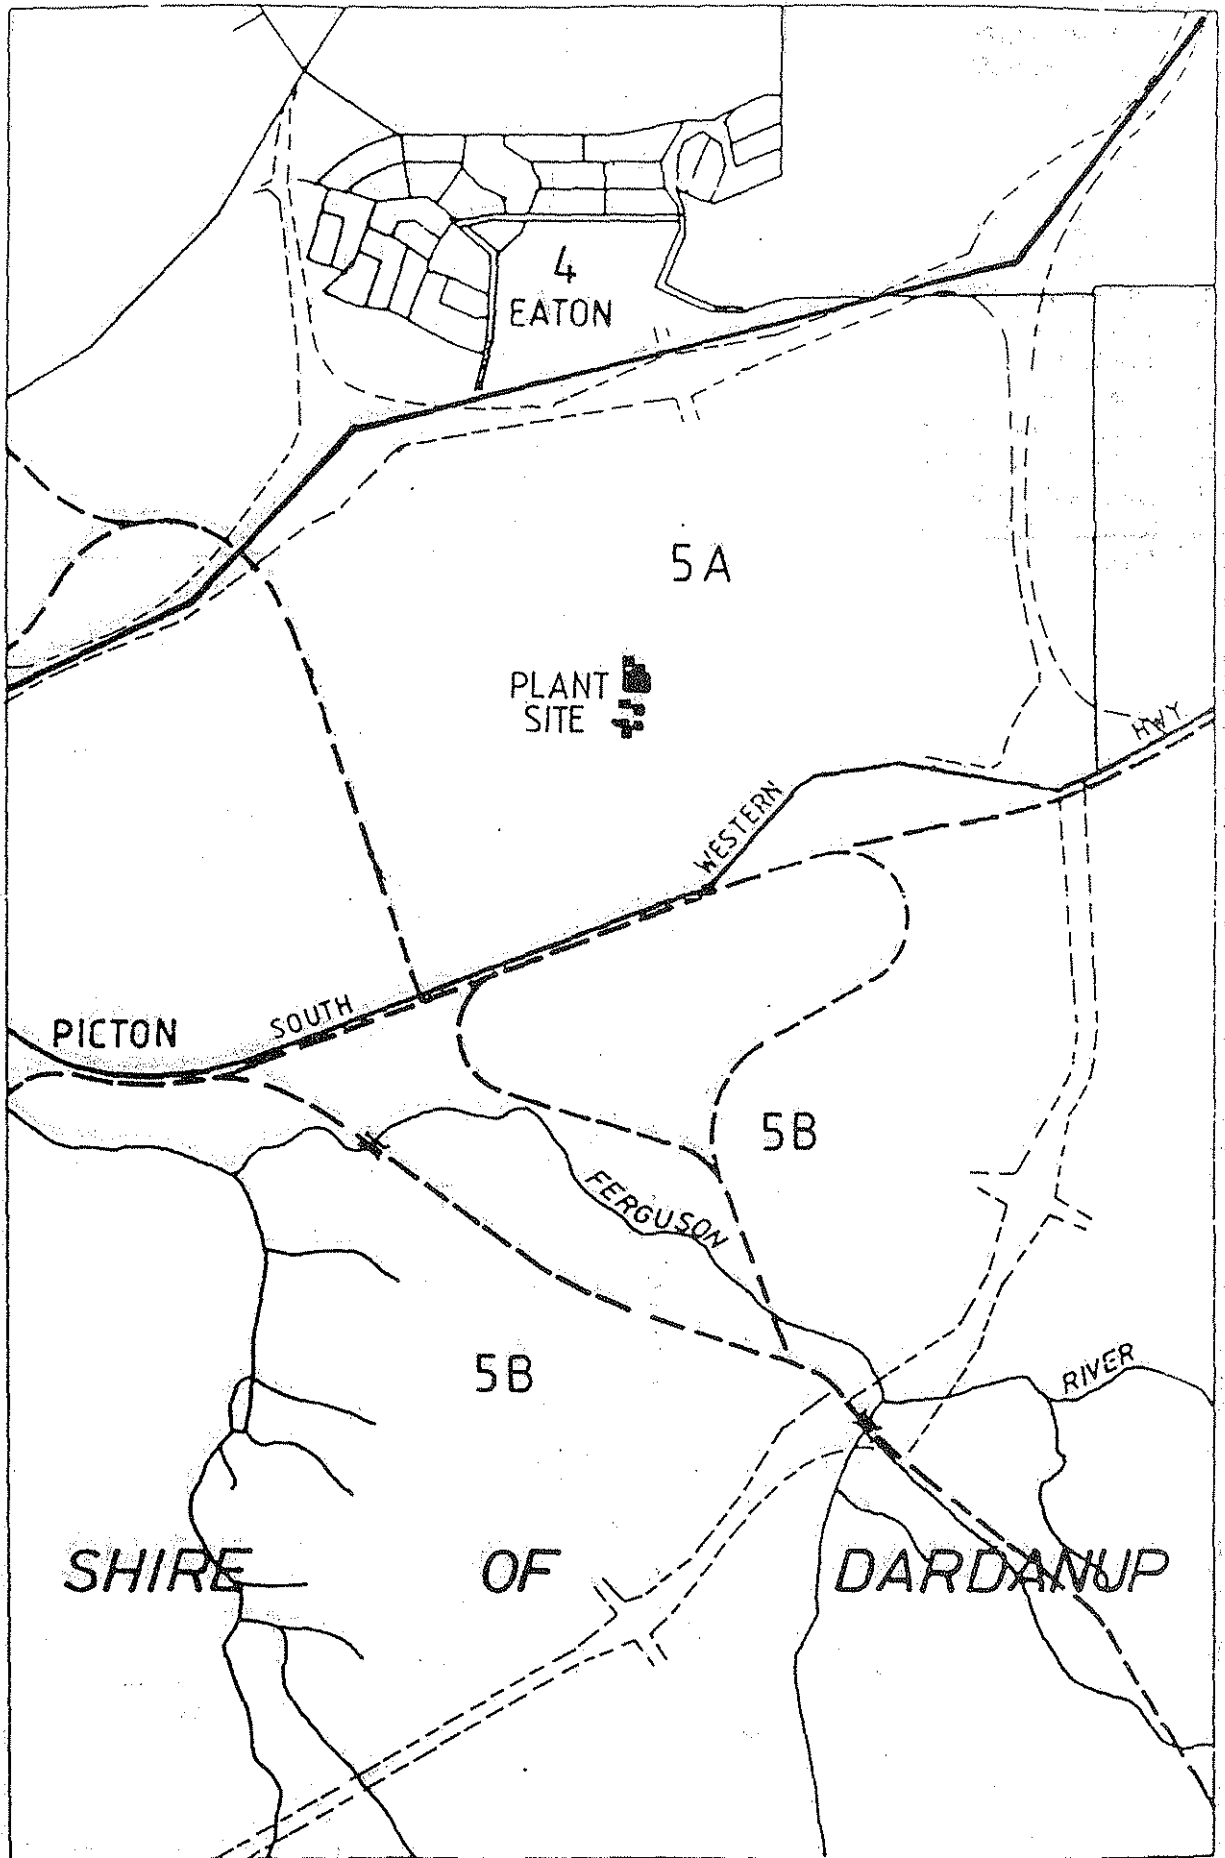 4
EATON
5A
PLANT
SITE
HWY
WESTERN
SOUTH
PICTON
5B
FERGUSON
RIVER
5B
SHIRE OF DARDANUP